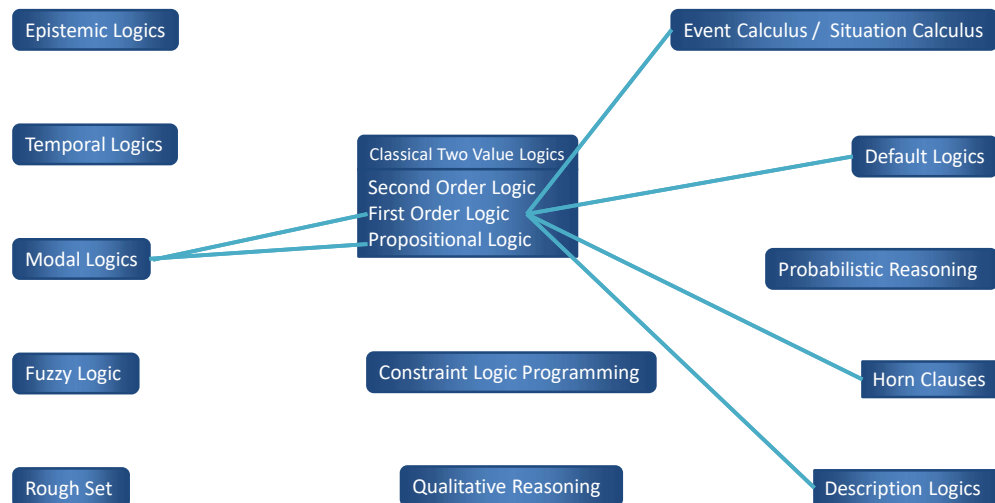 Epistemic Logics
Event Calculus / Situation Calculus
Temporal Logics
Classical Two Value Logics
Default Logics
Second Order Logic
First Order Logic
Propositional Logic
Modal Logics
Probabilistic Reasoning
Fuzzy Logic
Constraint Logic Programming
Horn Clauses
Rough Set
Qualitative Reasoning
Description Logics